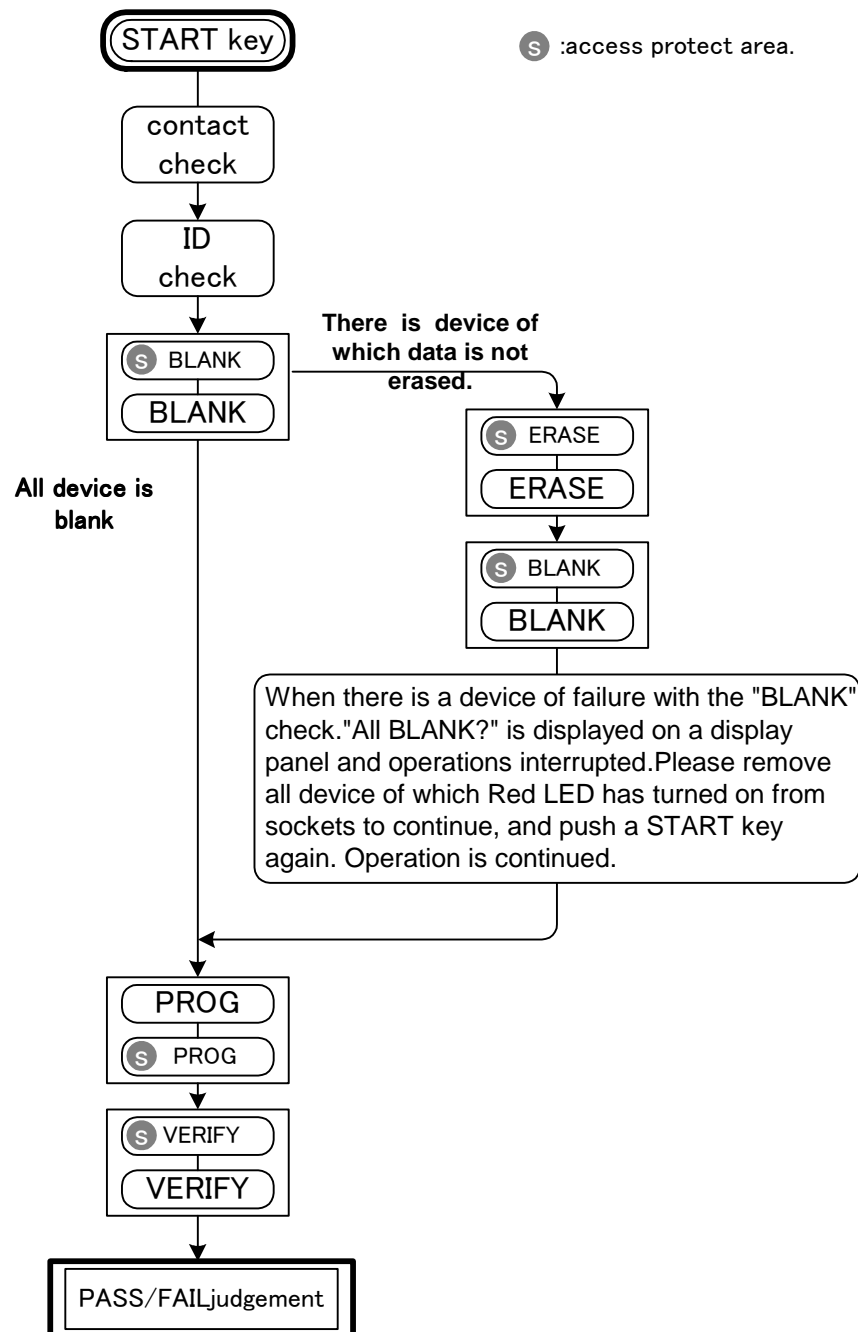 START key
s :access protect area.
contact
check
ID
check
There is device of
which data is not
erased.
s BLANK
BLANK
s ERASE
ERASE
All device is
blank
s BLANK
BLANK
When there is a device of failure with the "BLANK"
check."All BLANK?" is displayed on a display
panel and operations interrupted.Please remove
all device of which Red LED has turned on from
sockets to continue, and push a START key
again. Operation is continued.
PROG
s PROG
s VERIFY
VERIFY
PASS/FAILjudgement